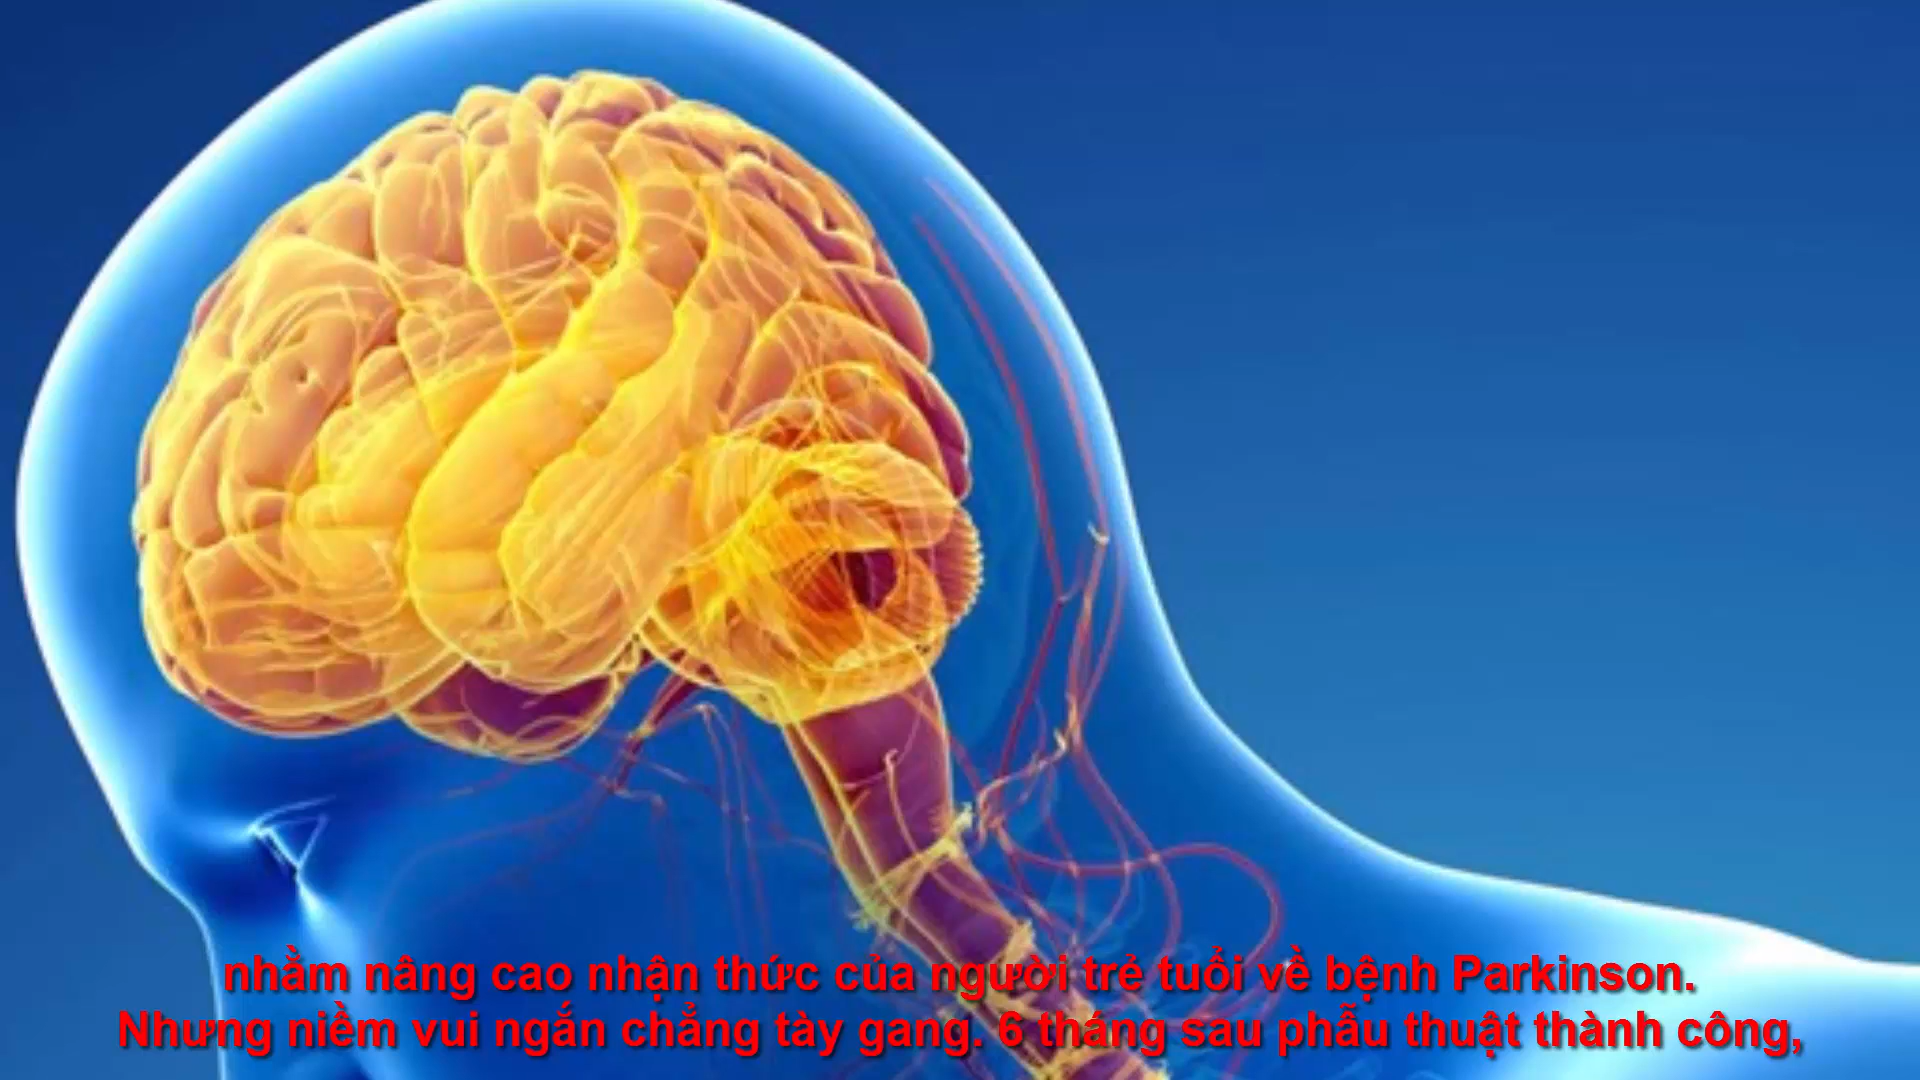 nhằm nâng cao nhận thức của người trẻ tuổi về bệnh Parkinson.
Nhưng niềm vui ngắn chẳng tày gang. 6 tháng sau phẫu thuật thành công,